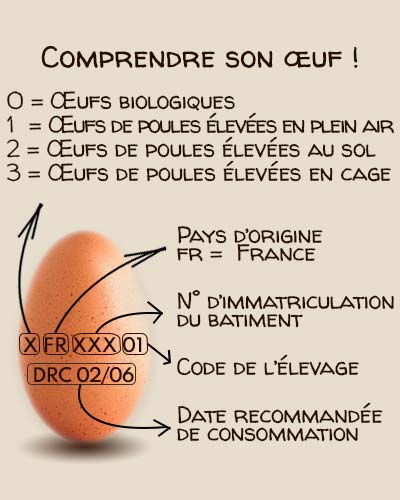 Comprendre son œuf !
0 = Œufs biologiques
1 = Œufs de poules élevées en plein air
2 = Œufs de poules élevées au sol
3 = Œufs de poules élevées en cage
Pays d'origine
fr = France
N° d'immatriculation
du batiment
X FR XXX 01
Code de l'élevage
DRC 02/06
Date recommandée
de consommation